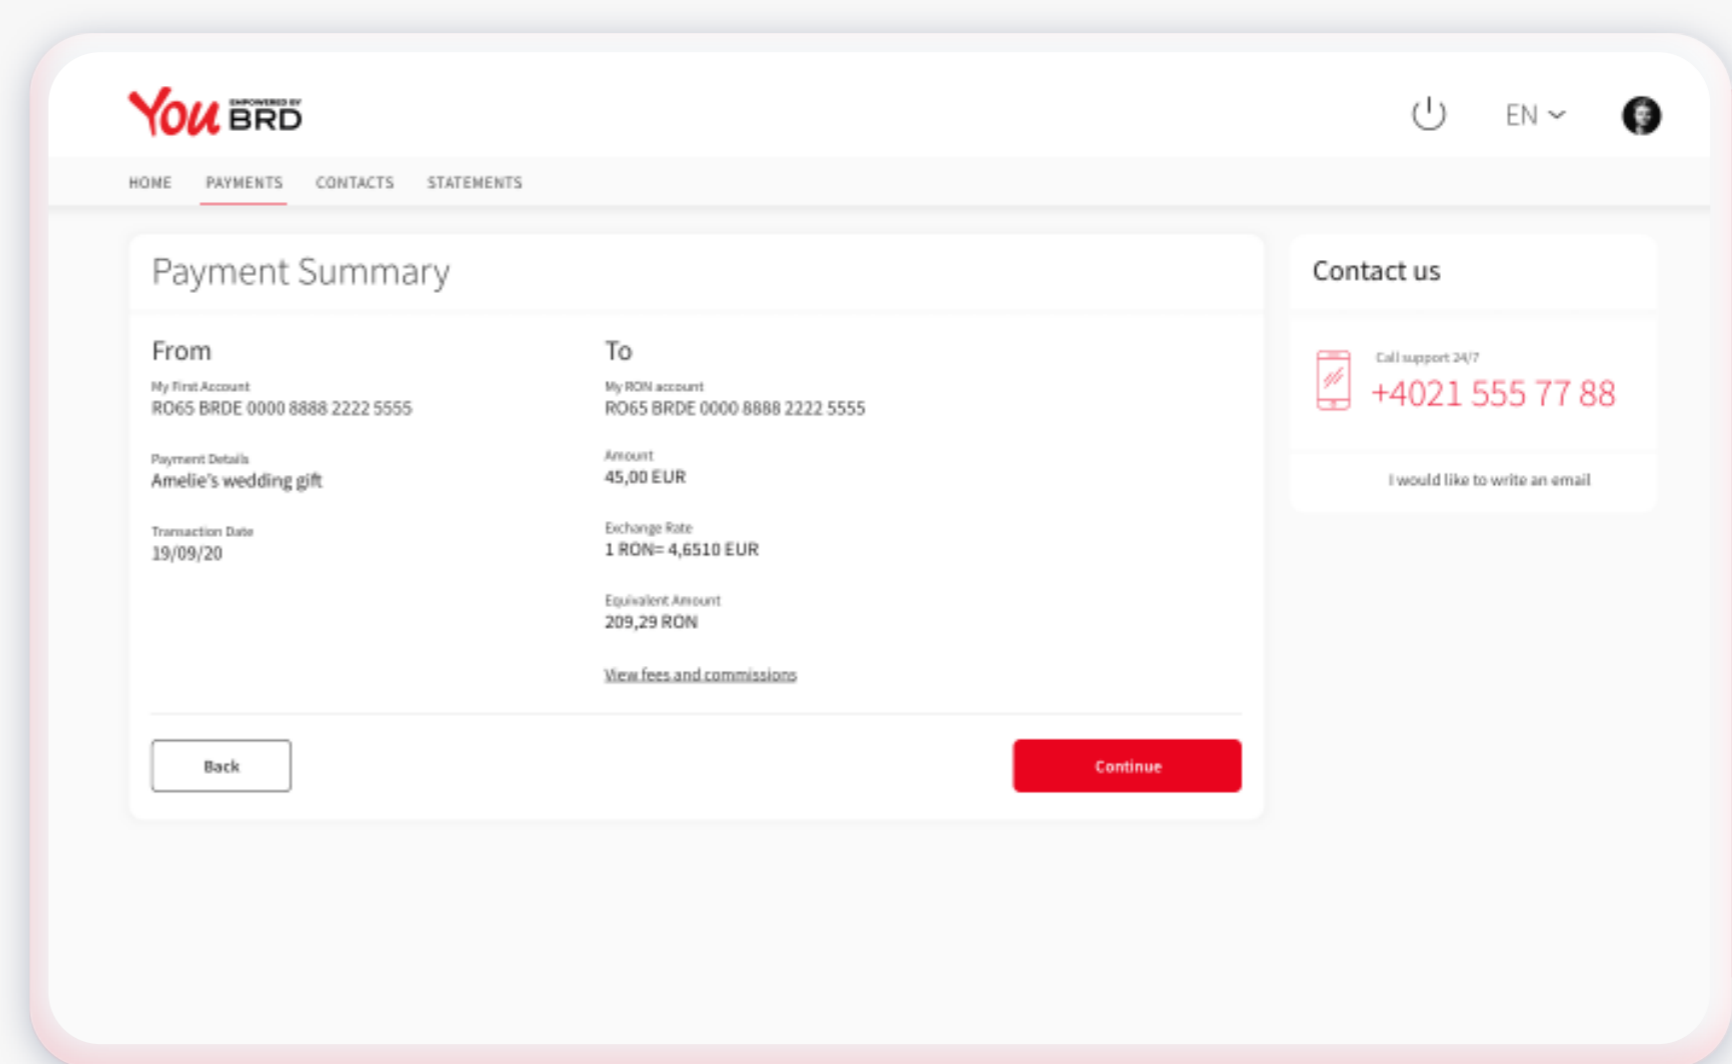 You EMPOWERED BY
BRD
EN
HOME PAYMENTS CONTACTS STATEMENTS
Payment Summary
From
My First Account
RO65 BRDE 0000 8888 2222 5555
Payment Details
Amelie's wedding gift
Transaction Date
19/09/20
To
My RON account
RO65 BRDE 0000 8888 2222 5555
Amount
45,00 EUR
Exchange Rate
1 RON= 4,6510 EUR
Equivalent Amount
209,29 RON
View fees and commissions
Back
Continue
Contact us
Call support 24/7
+4021 555 77 88
I would like to write an email